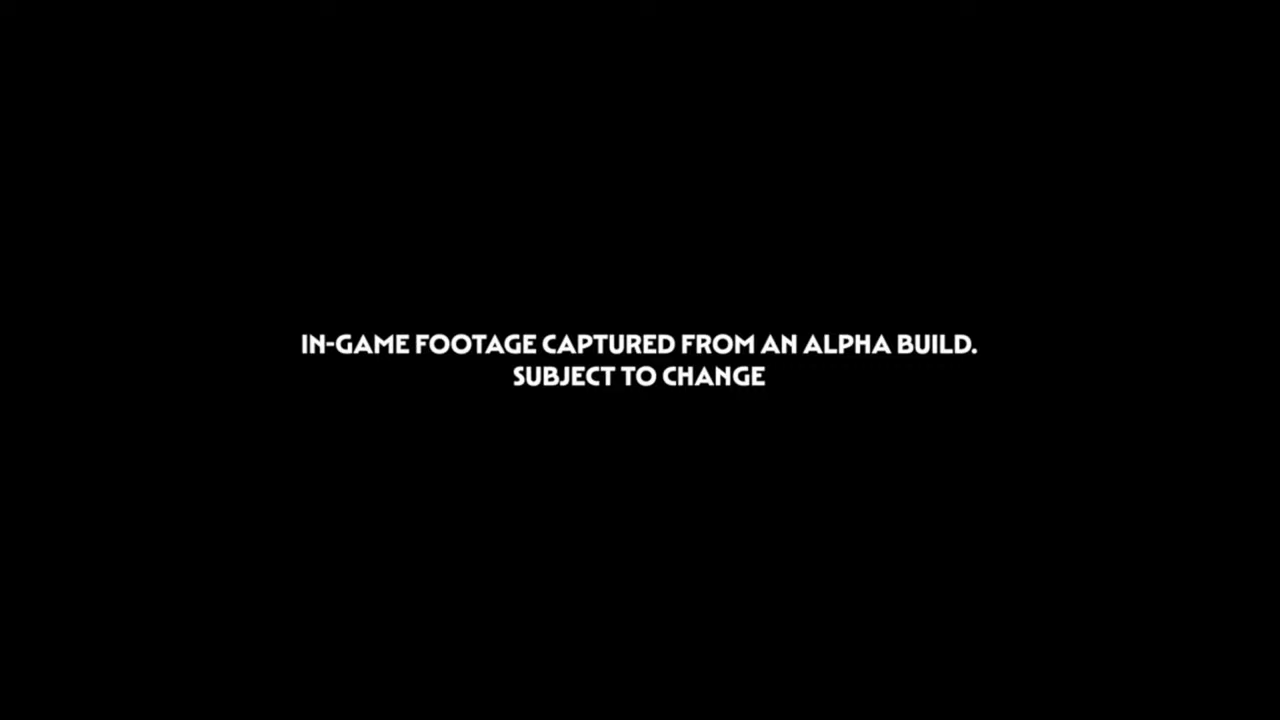 IN-GAME FOOTAGE CAPTURED FROM AN ALPHA BUILD.
SUBJECT TO CHANGE